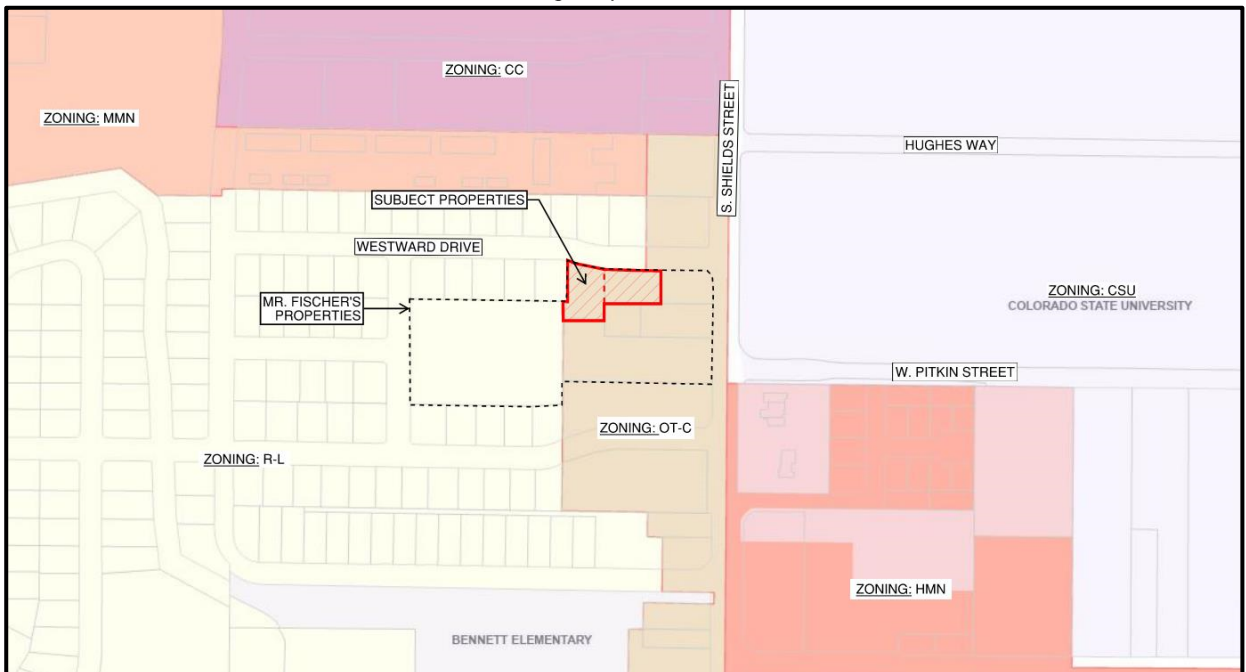 ZONING: CC
ZONING: MMN
S. SHIELDS STREET
HUGHES WAY
SUBJECT PROPERTIES
WESTWARD DRIVE
MR. FISCHER'S
PROPERTIES
ZONING: CSU
COLORADO STATE UNIVERSITY
W. PITKIN STREET
ZONING: OT-C
ZONING: R-L
ZONING: HMN
BENNETT ELEMENTARY